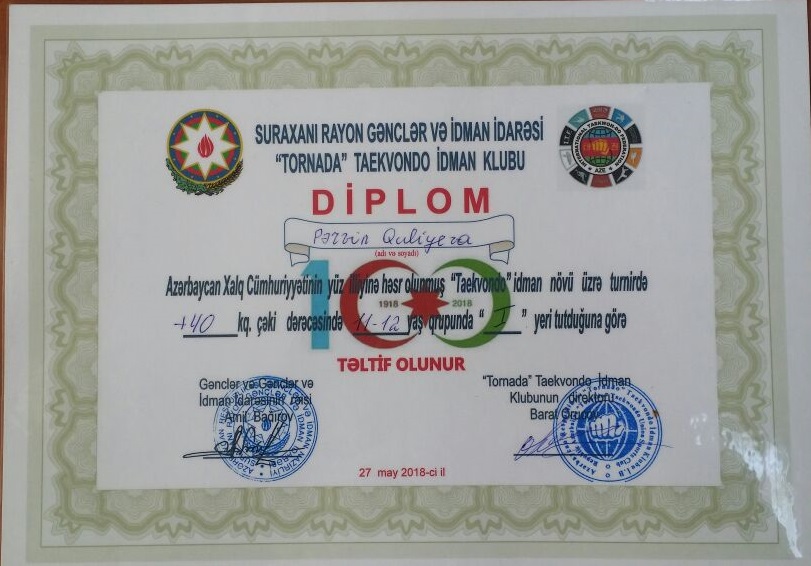 SURAXANI RAYON GƏNCLƏR VƏ İDMAN İDARƏSİ
"TORNADA" TAEKVONDO İDMAN KLUBU
DİPLOM
Pərvin Quliyeva
(adı və soyadı)
Azərbaycan Xalq Cümhuriyyətinin yüz illiyinə həsr olunmuş "Taekvondo" idman növü üzrə turnirdə
1918 2018
+40 kq. çəki dərəcəsində 11-12 yaş qrupunda " I " yeri tutduğuna görə
TƏLTİF OLUNUR
Gənclər və Gənclər və
İdman İdarəsinin rəisi
Amil Bağırov
"Tornada" Taekvondo İdman
Klubunun direktoru
Barat
27 may 2018-ci il